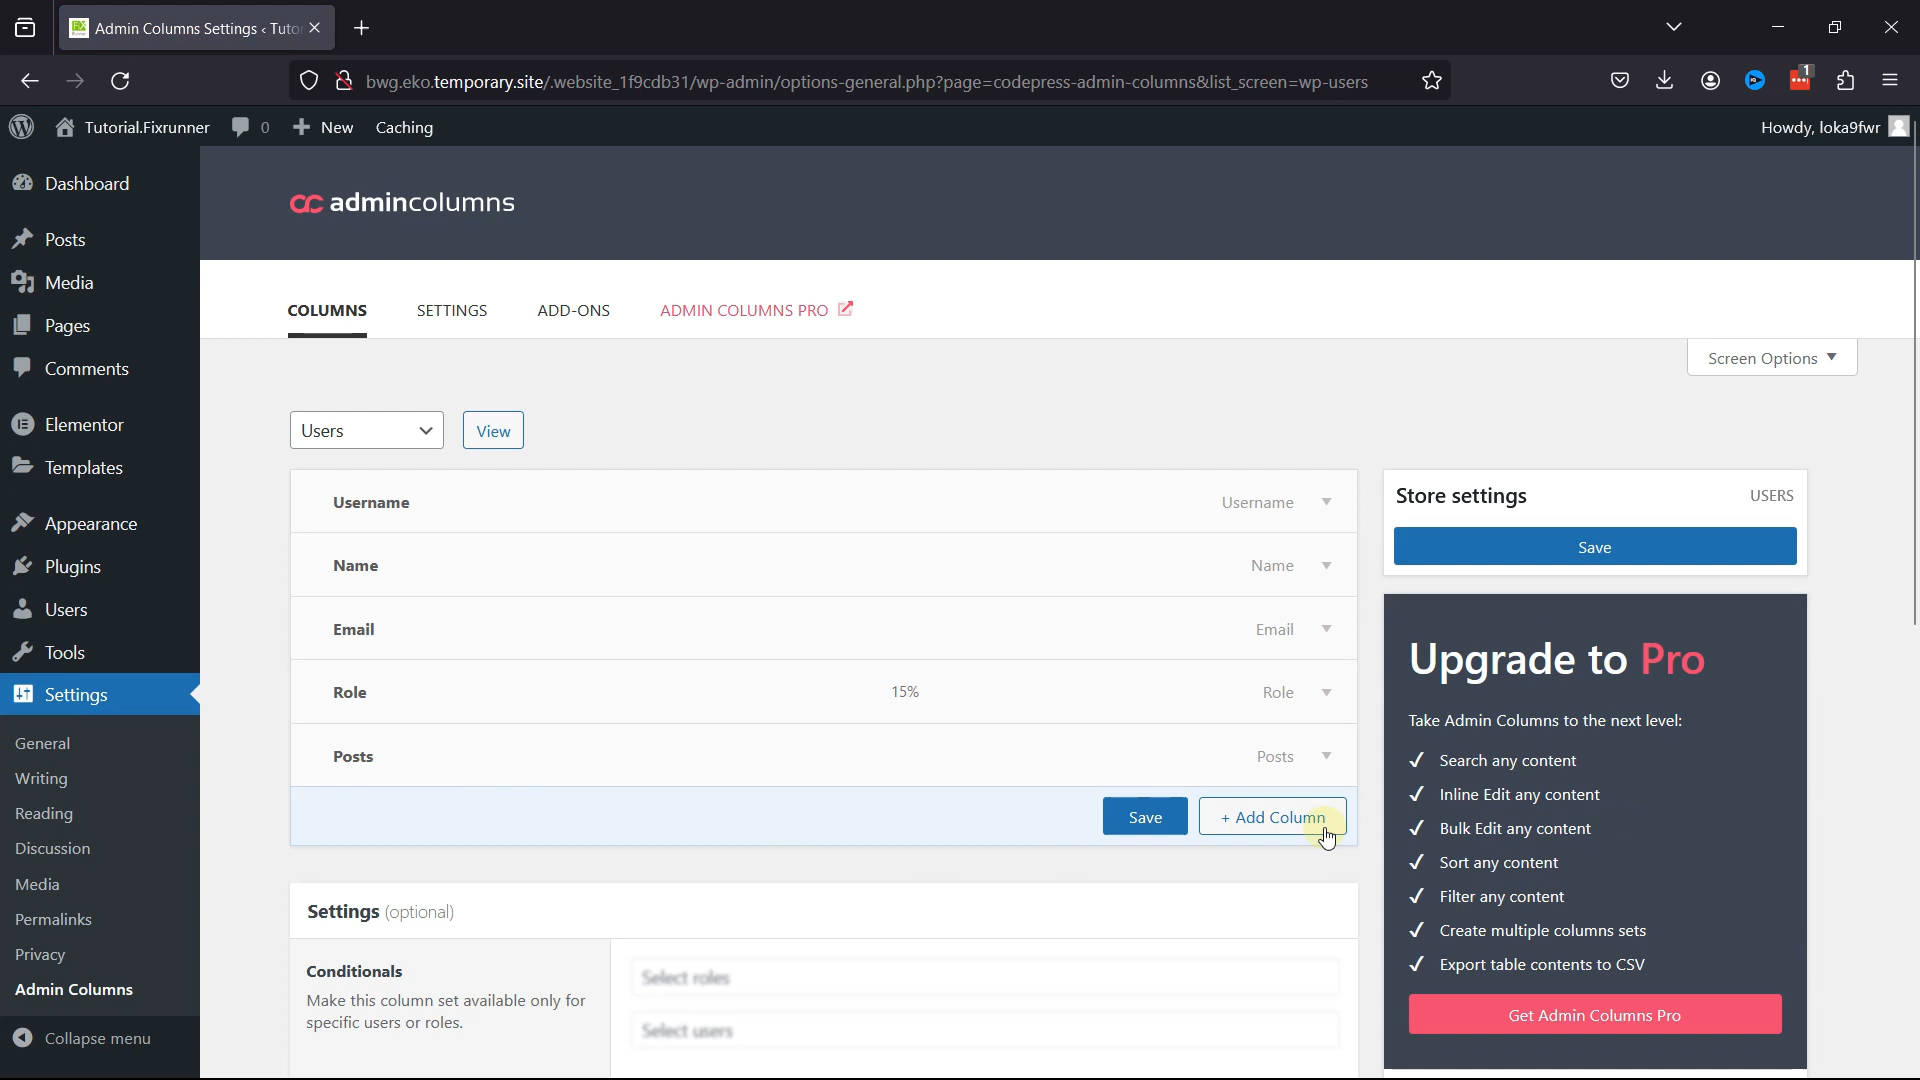 Admin Columns Settings ‹ Tuto
bwg.eko.temporary.site/.website_1f9cdb31/wp-admin/options-general.php?page=codepress-admin-columns&list_screen=wp-users
1
Tutorial.Fixrunner
0
New
Caching
Howdy, loka9fwr
Dashboard
Posts
Media
Pages
Comments
Elementor
Templates
Appearance
Plugins
Users
Tools
Settings
General
Writing
Reading
Discussion
Media
Permalinks
Privacy
Admin Columns
Collapse menu
admincolumns
COLUMNS
SETTINGS
ADD-ONS
ADMIN COLUMNS PRO
Screen Options
Users
View
Username
Username
Name
Name
Email
Email
Role
15%
Role
Posts
Posts
Save
+ Add Column
Settings (optional)
Conditionals
Make this column set available only for
specific users or roles.
Select roles
Select users
Store settings
USERS
Save
Upgrade to Pro
Take Admin Columns to the next level:
Search any content
Inline Edit any content
Bulk Edit any content
Sort any content
Filter any content
Create multiple columns sets
Export table contents to CSV
Get Admin Columns Pro